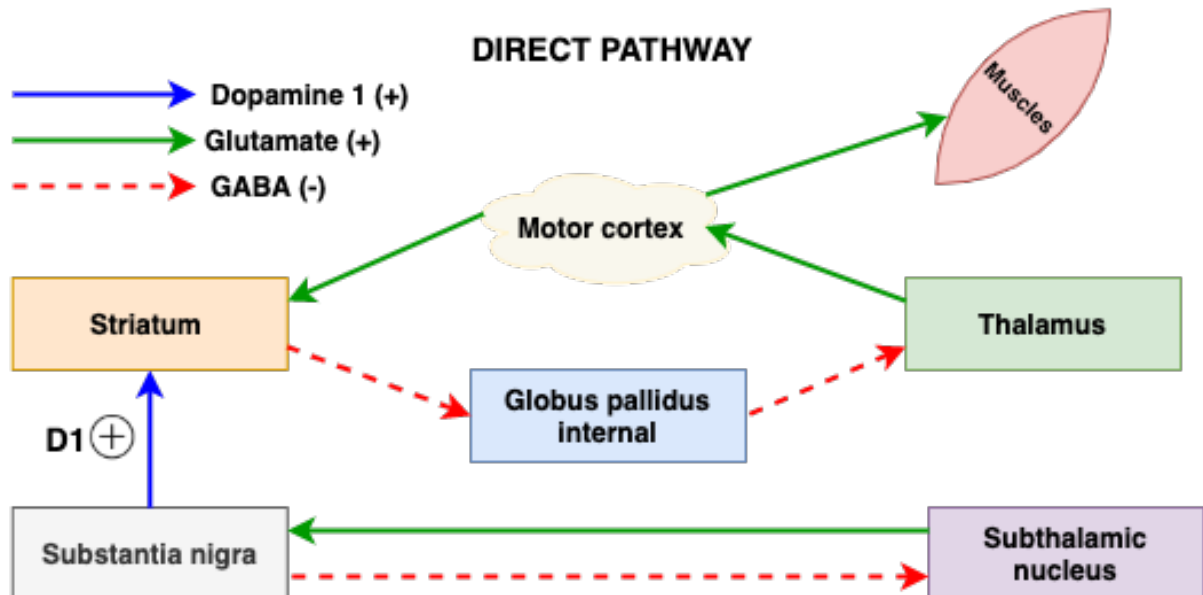 DIRECT PATHWAY
Dopamine 1 (+)
Glutamate (+)
GABA (-)
Muscles
Motor cortex
Striatum
Thalamus
Globus pallidus
internal
D1 +
Substantia nigra
Subthalamic
nucleus